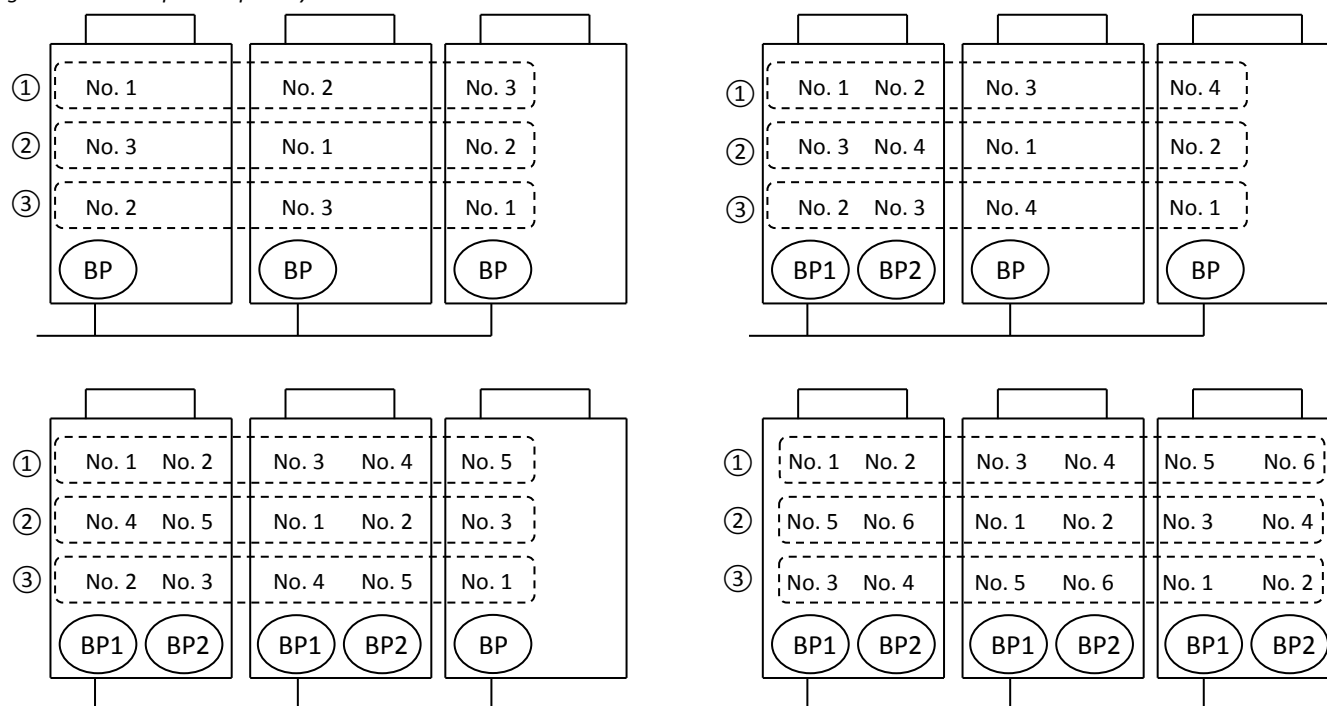 ① No. 1 No. 2 No. 3
② No. 3 No. 1 No. 2
③ No. 2 No. 3 No. 1
BP BP BP
① No. 1 No. 2 No. 3 No. 4
② No. 3 No. 4 No. 1 No. 2
③ No. 2 No. 3 No. 4 No. 1
BP1 BP2 BP BP
① No. 1 No. 2 No. 3 No. 4 No. 5
② No. 4 No. 5 No. 1 No. 2 No. 3
③ No. 2 No. 3 No. 4 No. 5 No. 1
BP1 BP2 BP1 BP2 BP
① No. 1 No. 2 No. 3 No. 4 No. 5 No. 6
② No. 5 No. 6 No. 1 No. 2 No. 3 No. 4
③ No. 3 No. 4 No. 5 No. 6 No. 1 No. 2
BP1 BP2 BP1 BP2 BP1 BP2